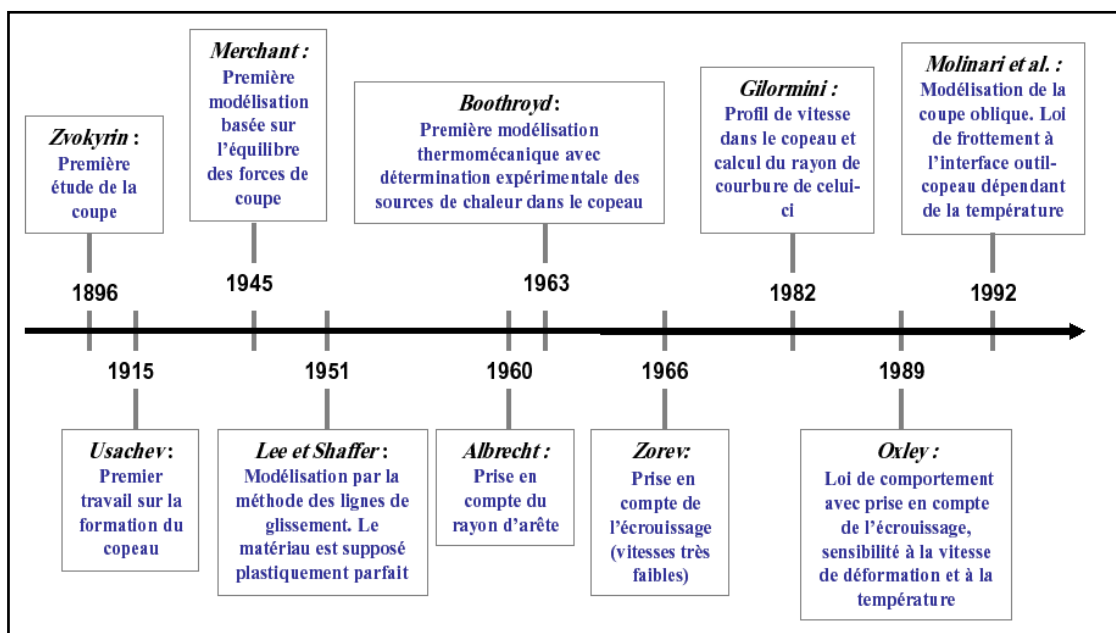 Zvokyrin :
Première
étude de la
coupe
Merchant :
Première
modélisation
basée sur
l'équilibre
des forces de
coupe
Boothroyd :
Première modélisation
thermomécanique avec
détermination expérimentale des
sources de chaleur dans le copeau
Gilormini :
Profil de vitesse
dans le copeau et
calcul du rayon de
courbure de celui-
ci
Molinari et al. :
Modélisation de la
coupe oblique. Loi
de frottement à
l'interface outil-
copeau dépendant
de la température
1896
1945
1963
1982
1992
1915
1951
1960
1966
1989
Usachev :
Premier
travail sur la
formation du
copeau
Lee et Shaffer :
Modélisation par la
méthode des lignes de
glissement. Le
matériau est supposé
plastiquement parfait
Albrecht :
Prise en
compte du
rayon d'arête
Zorev:
Prise en
compte de
l'écrouissage
(vitesses très
faibles)
Oxley :
Loi de comportement
avec prise en compte
de l'écrouissage,
sensibilité à la vitesse
de déformation et à la
température